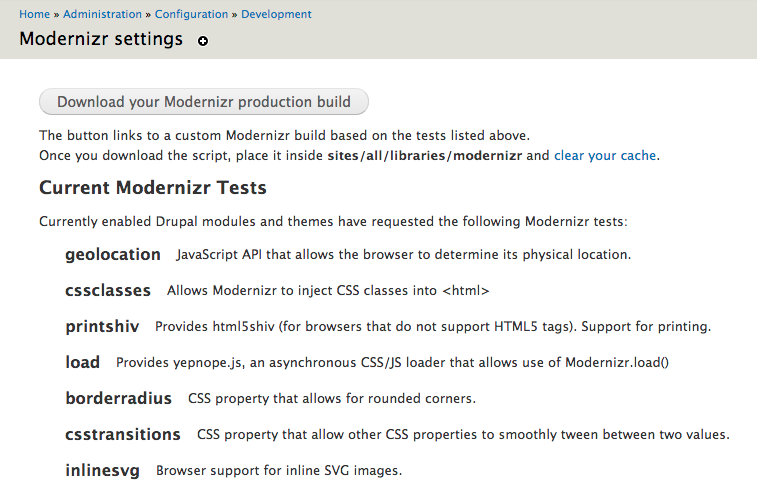 Home » Administration » Configuration » Development
Modernizr settings
Download your Modernizr production build
The button links to a custom Modernizr build based on the tests listed above.
Once you download the script, place it inside sites/all/libraries/modernizr and clear your cache.
Current Modernizr Tests
Currently enabled Drupal modules and themes have requested the following Modernizr tests:
geolocation JavaScript API that allows the browser to determine its physical location.
cssclasses Allows Modernizr to inject CSS classes into <html>
printshiv Provides html5shiv (for browsers that do not support HTML5 tags). Support for printing.
load Provides yepnope.js, an asynchronous CSS/JS loader that allows use of Modernizr.load()
borderradius CSS property that allows for rounded corners.
csstransitions CSS property that allow other CSS properties to smoothly tween between two values.
inlinesvg Browser support for inline SVG images.